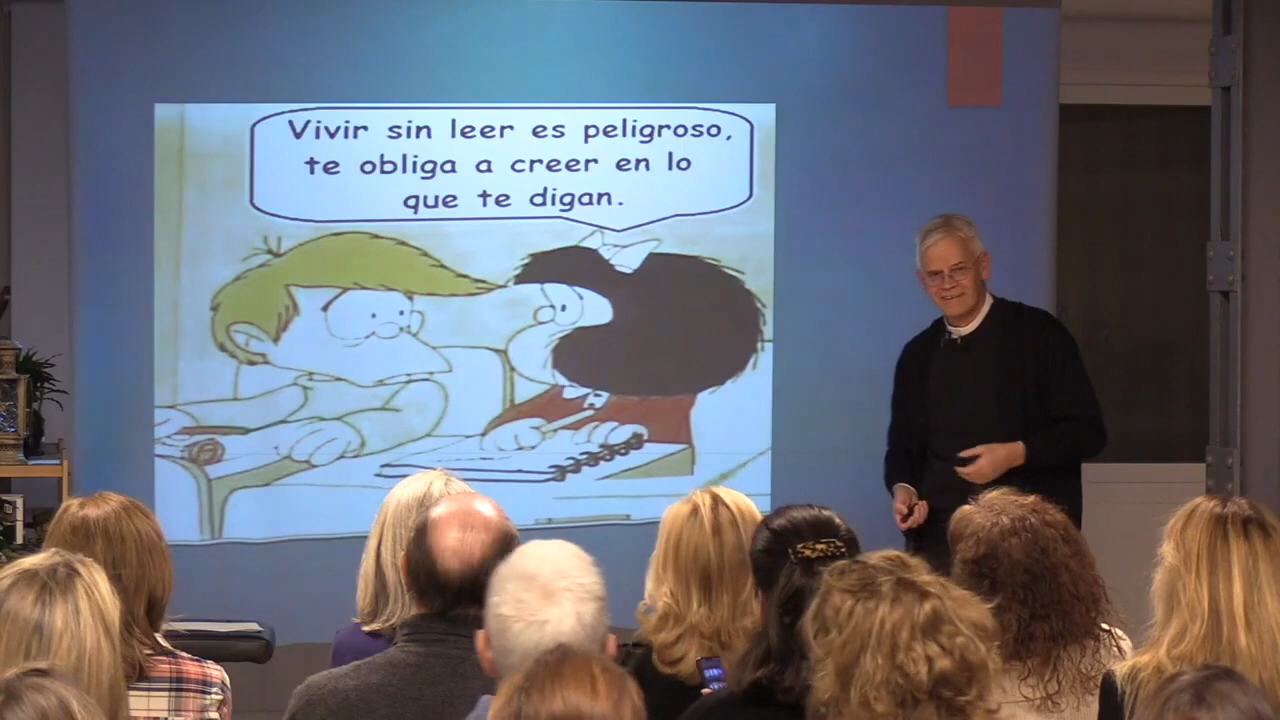 Vivir sin leer es peligroso,
te obliga a creer en lo
que te digan.